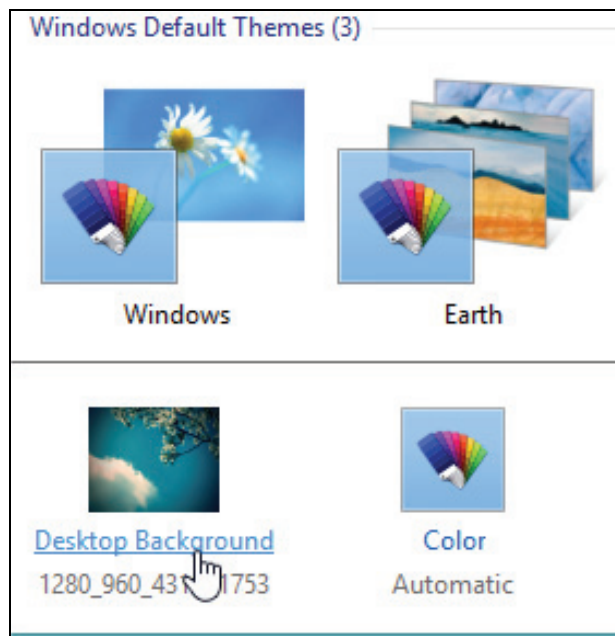 Windows Default Themes (3)
Windows
Earth
Desktop Background
Color
1280_960_43 1753
Automatic